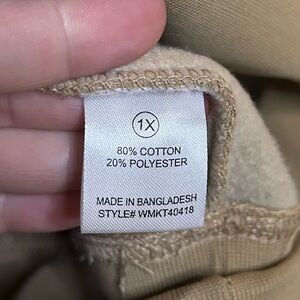 1X
80% COTTON
20% POLYESTER
MADE IN BANGLADESH
STYLE# WMKT40418